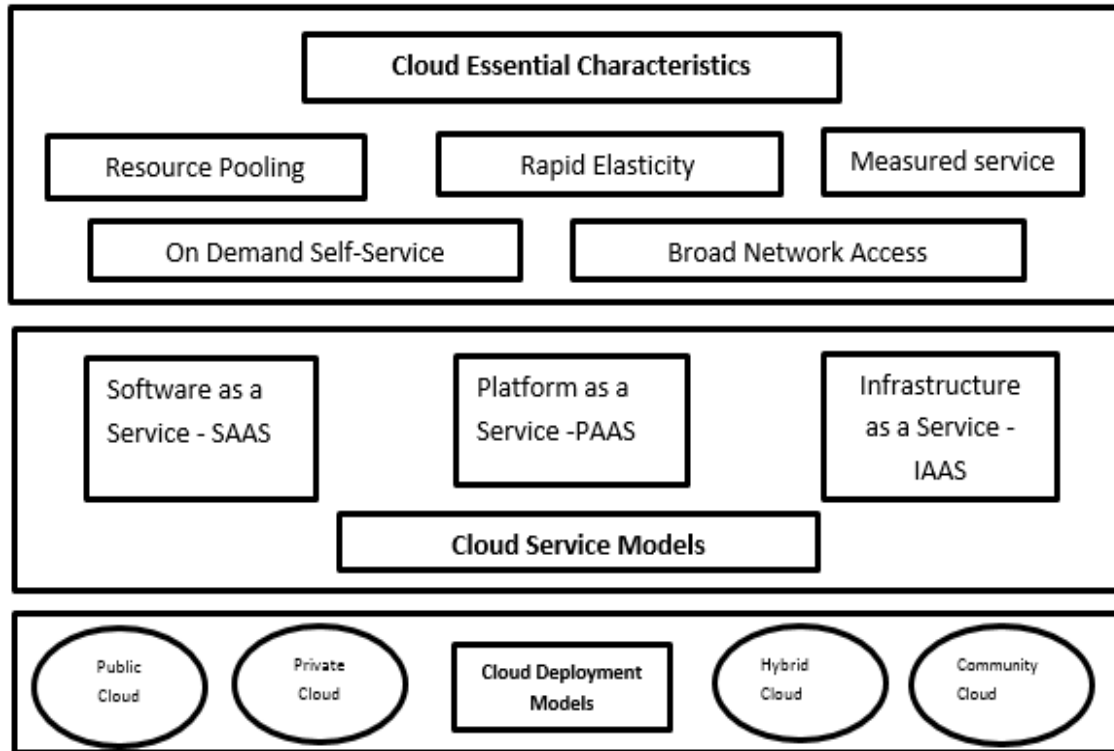 Cloud Essential Characteristics
Resource Pooling
Rapid Elasticity
Measured service
On Demand Self-Service
Broad Network Access
Software as a
Service - SAAS
Platform as a
Service -PAAS
Infrastructure
as a Service -
IAAS
Cloud Service Models
Public
Cloud
Private
Cloud
Cloud Deployment
Models
Hybrid
Cloud
Community
Cloud